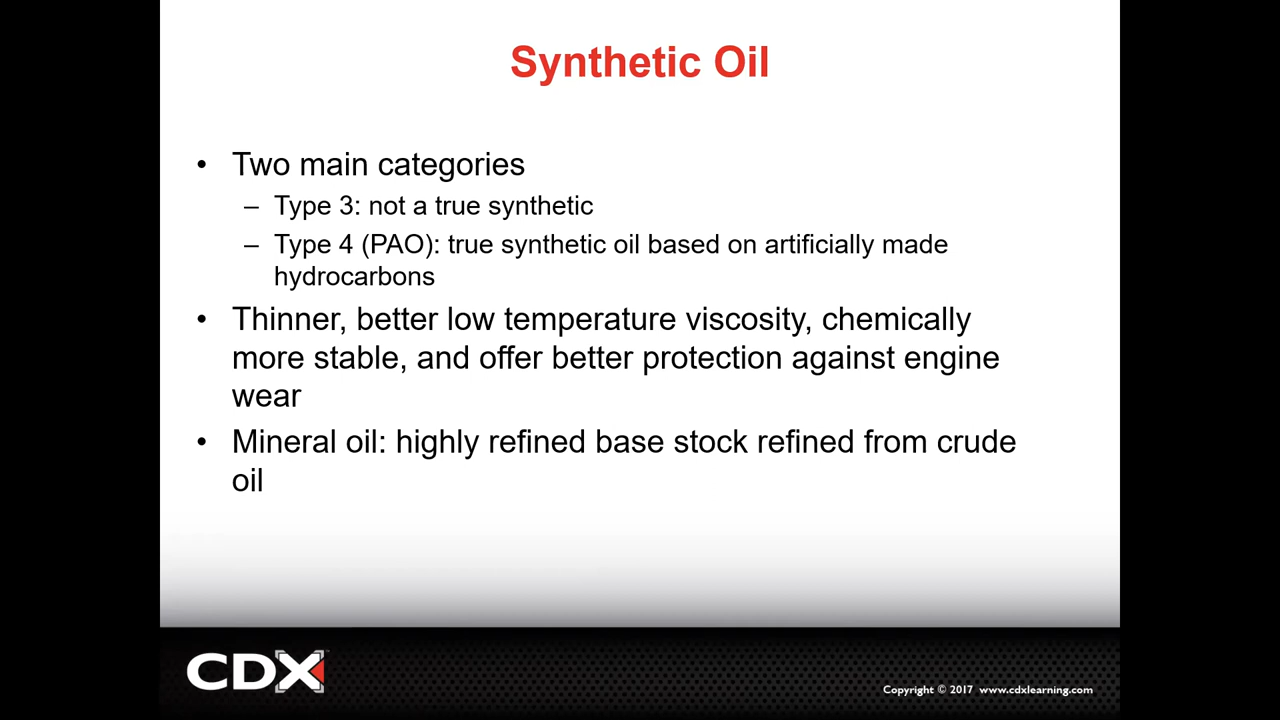 Synthetic Oil
• Two main categories
– Type 3: not a true synthetic
– Type 4 (PAO): true synthetic oil based on artificially made
hydrocarbons
• Thinner, better low temperature viscosity, chemically
more stable, and offer better protection against engine
wear
• Mineral oil: highly refined base stock refined from crude
oil
CDX
Copyright © 2017 www.cdxlearning.com